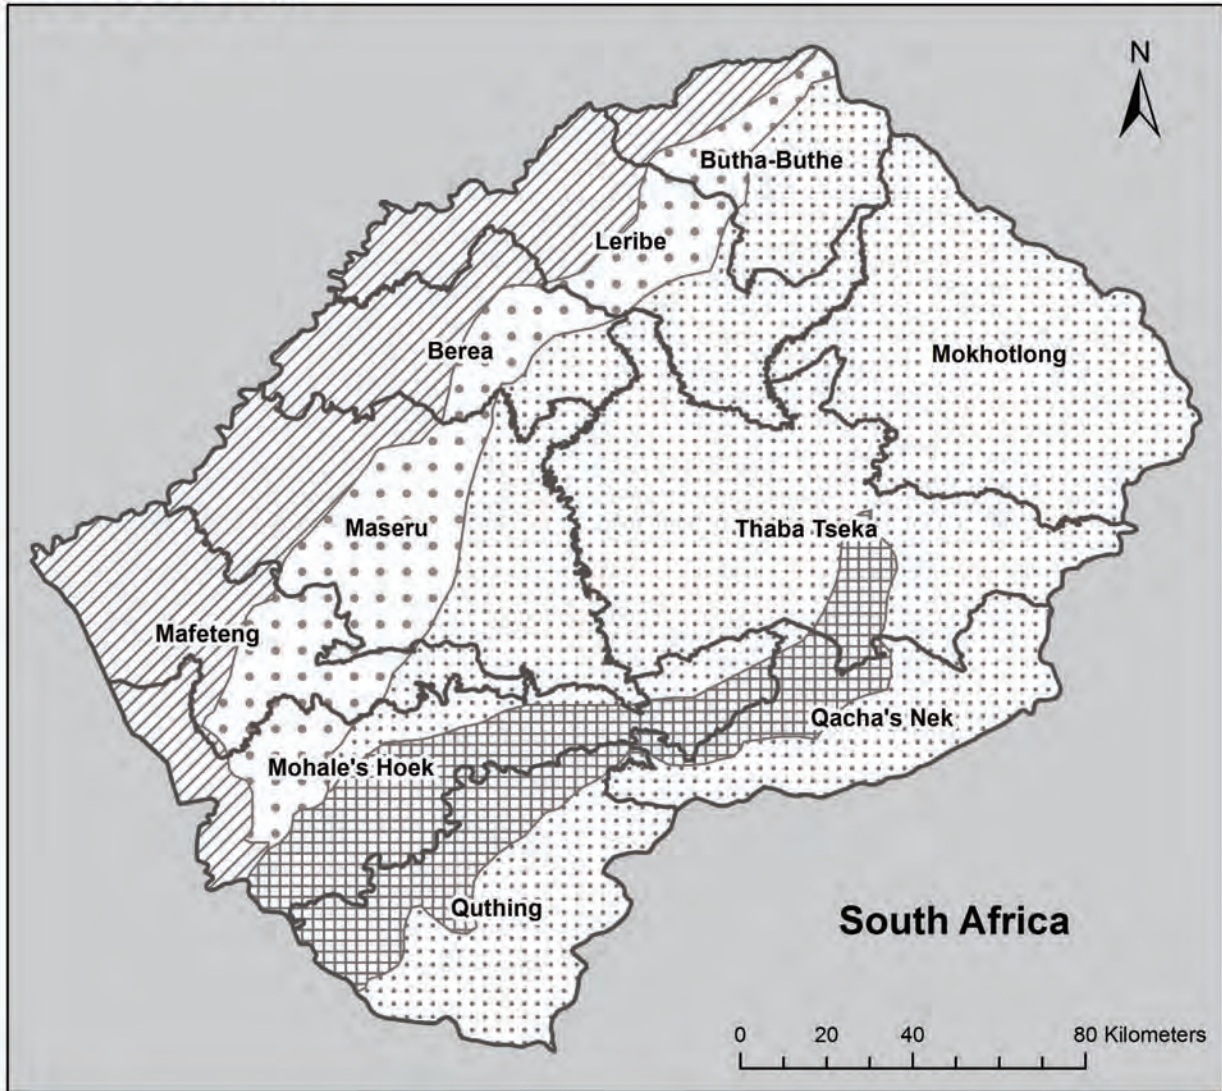 N
Butha-Buthe
Leribe
Berea
Mokhotlong
Maseru
Thaba Tseka
Mafeteng
Qacha's Nek
Mohale's Hoek
Quthing
South Africa
0 20 40 80 Kilometers